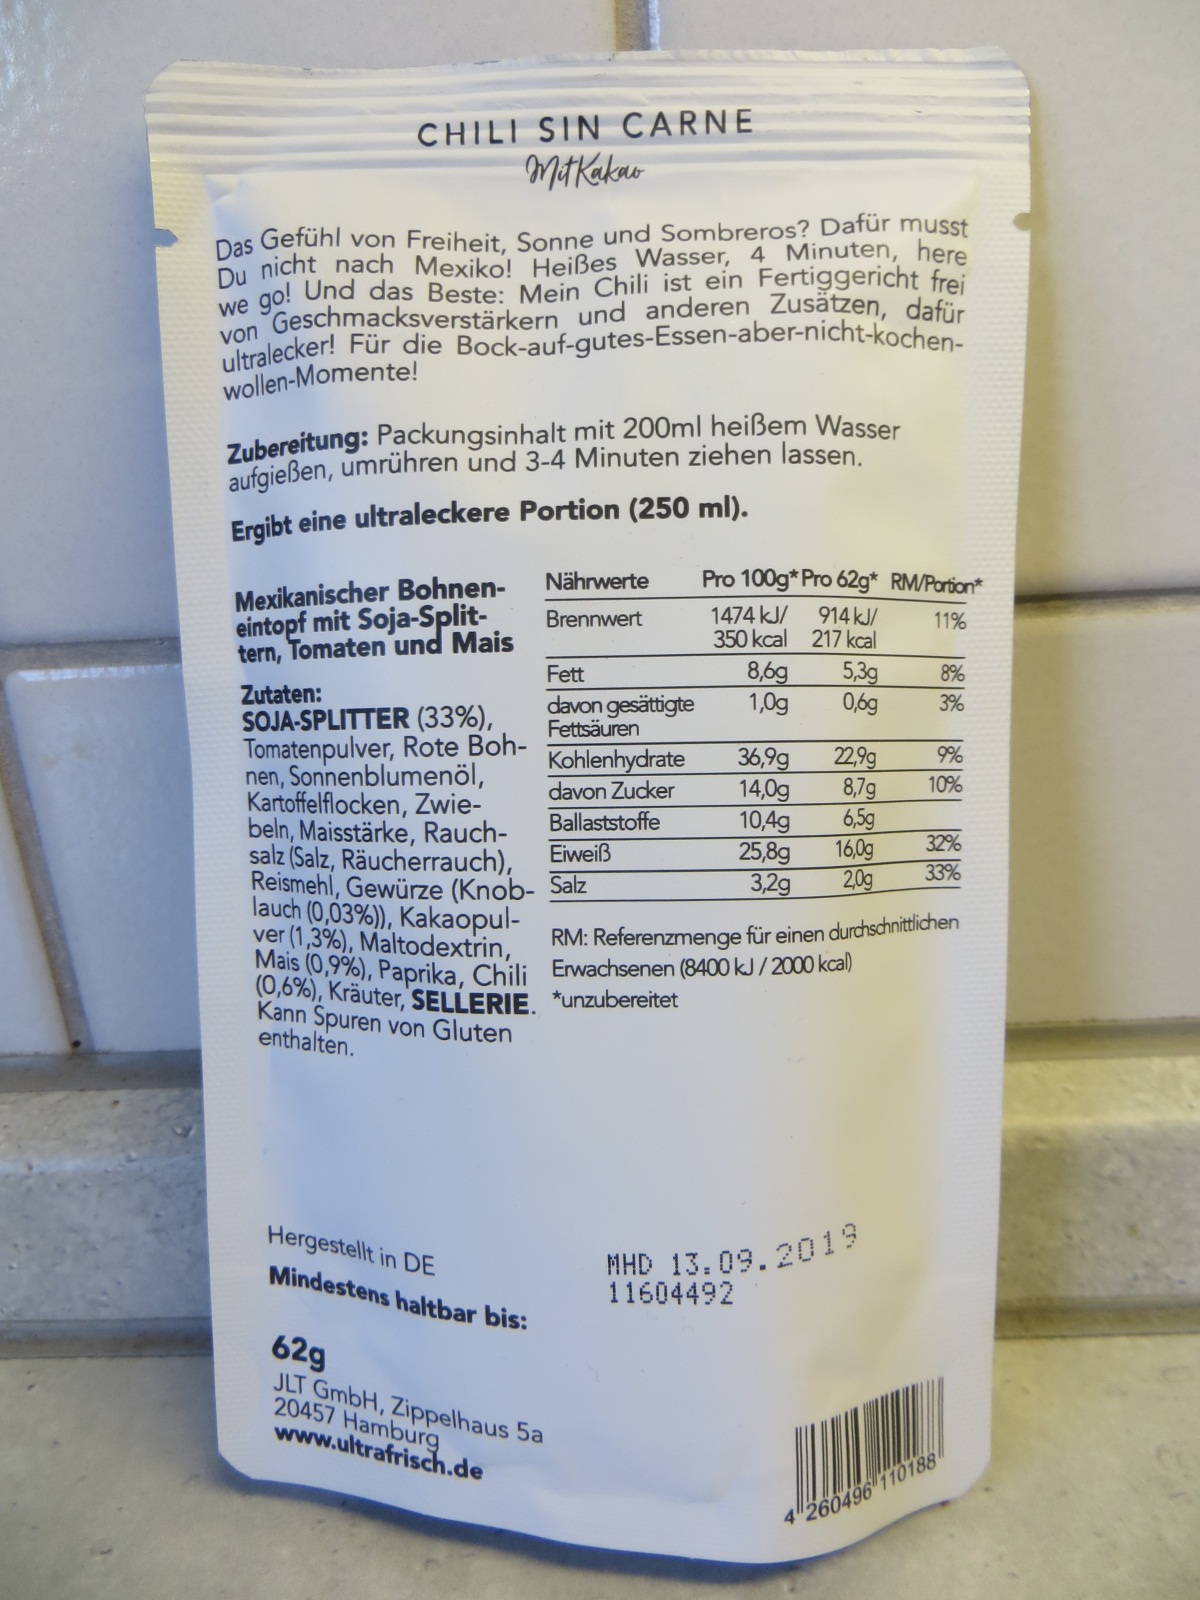 CHILI SIN CARNE
Mit Kakao
Das Gefühl von Freiheit, Sonne und Sombreros? Dafür musst
Du nicht nach Mexiko! Heißes Wasser, 4 Minuten, here
we go! Und das Beste: Mein Chili ist ein Fertiggericht frei
von Geschmacksverstärkern und anderen Zusätzen, dafür
ultralecker! Für die Bock-auf-gutes-Essen-aber-nicht-kochen-
wollen-Momente!
Zubereitung: Packungsinhalt mit 200ml heißem Wasser
aufgießen, umrühren und 3-4 Minuten ziehen lassen.
Ergibt eine ultraleckere Portion (250 ml).
Mexikanischer Bohnen-
eintopf mit Soja-Split-
tern, Tomaten und Mais
Zutaten:
SOJA-SPLITTER (33%),
Tomatenpulver, Rote Boh-
nen, Sonnenblumenöl,
Kartoffelflocken, Zwie-
beln, Maisstärke, Rauch-
salz (Salz, Räucherrauch),
Reismehl, Gewürze (Knob-
lauch (0,03%)), Kakaopul-
ver (1,3%), Maltodextrin,
Mais (0,9%), Paprika, Chili
(0,6%), Kräuter, SELLERIE.
Kann Spuren von Gluten
enthalten.
Nährwerte Pro 100g* Pro 62g* RM/Portion*
Brennwert 1474 kJ/ 914 kJ/ 11%
350 kcal 217 kcal
Fett 8,6g 5,3g 8%
davon gesättigte 1,0g 0,6g 3%
Fettsäuren
Kohlenhydrate 36,9g 22,9g 9%
davon Zucker 14,0g 8,7g 10%
Ballaststoffe 10,4g 6,5g
Eiweiß 25,8g 16,0g 32%
Salz 3,2g 2,0g 33%
RM: Referenzmenge für einen durchschnittlichen
Erwachsenen (8400 kJ / 2000 kcal)
*unzubereitet
Hergestellt in DE
Mindestens haltbar bis:
MHD 13.09.2019
11604492
62g
JLT GmbH, Zippelhaus 5a
20457 Hamburg
www.ultrafrisch.de
4 260496 110188